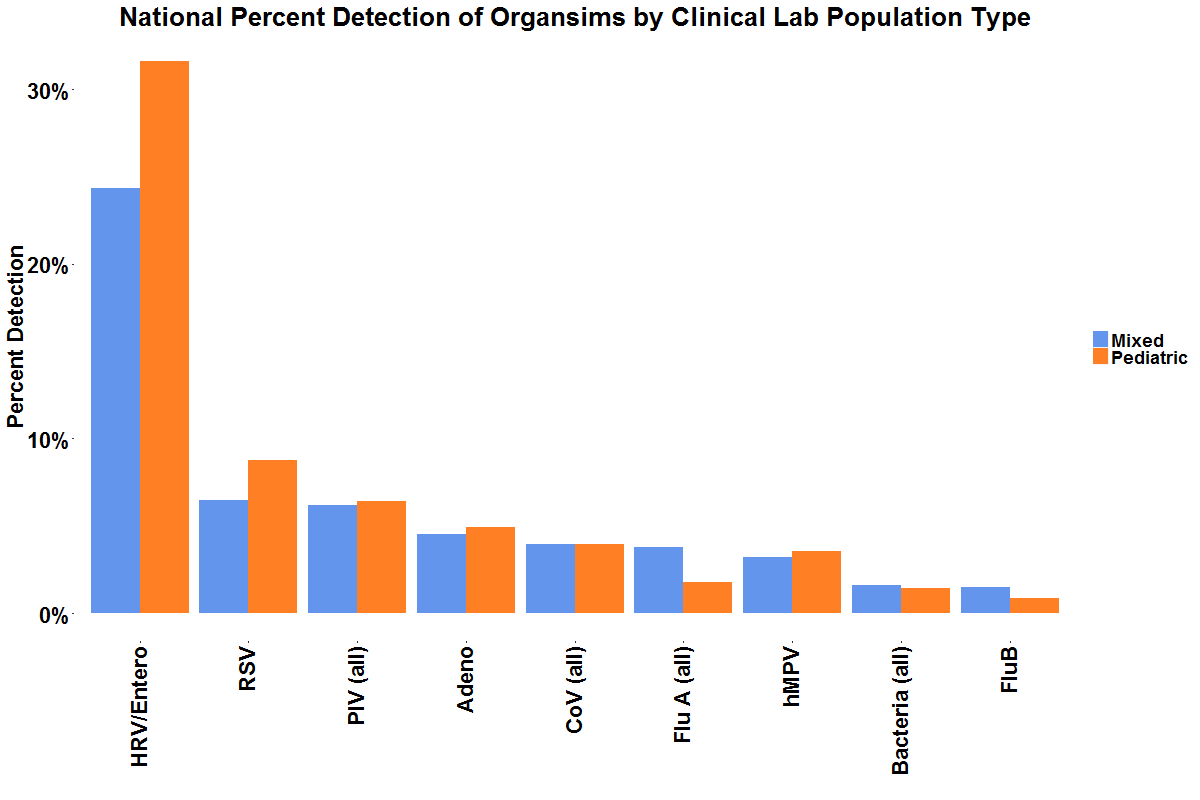 National Percent Detection of Organsims by Clinical Lab Population Type
Percent Detection
30%
20%
10%
0%
HRV/Entero
RSV
PIV (all)
Adeno
CoV (all)
Flu A (all)
hMPV
Bacteria (all)
FluB
Mixed
Pediatric